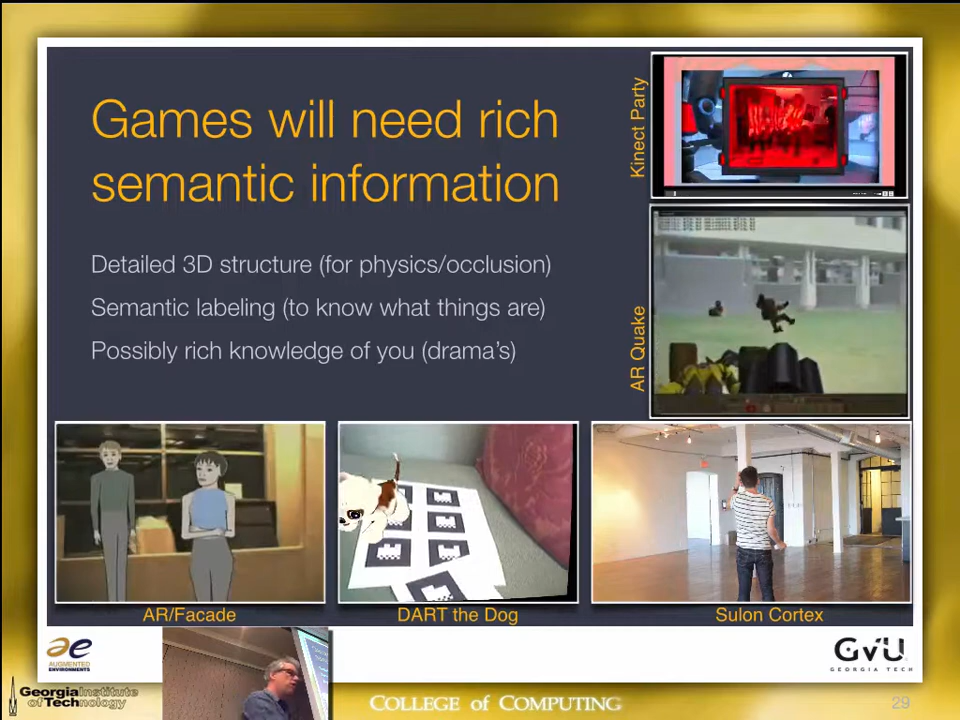 Games will need rich
semantic information
Detailed 3D structure (for physics/occlusion)
Semantic labeling (to know what things are)
Possibly rich knowledge of you (drama's)
Kinect Party
AR Quake
AR/Facade
DART the Dog
Sulon Cortex
ae
AUGMENTED
ENVIRONMENTS
GVU
GEORGIA TECH
GeorgiaInstitute
of Technology
COLLEGE of COMPUTING
29